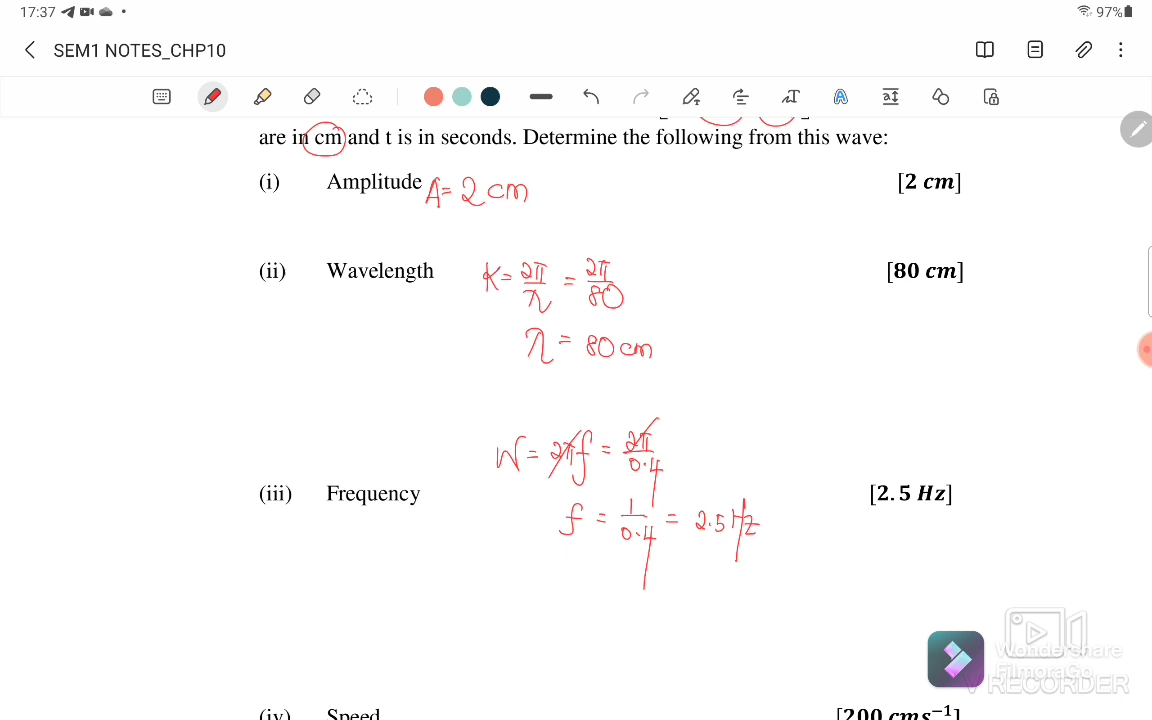 17:37
97%
SEM1 NOTES_CHP10
are in cm and t is in seconds. Determine the following from this wave:
(i) Amplitude A = 2 cm [2 cm]
(ii) Wavelength K = 2π/λ = 2π/80 [80 cm]
λ = 80 cm
W = 2πf = 2π/0.4
(iii) Frequency [2.5 Hz]
f = 1/0.4 = 2.5 Hz
Wondershare
FilmoraGo
RECORDER
(iv) Speed [200 cms⁻¹]